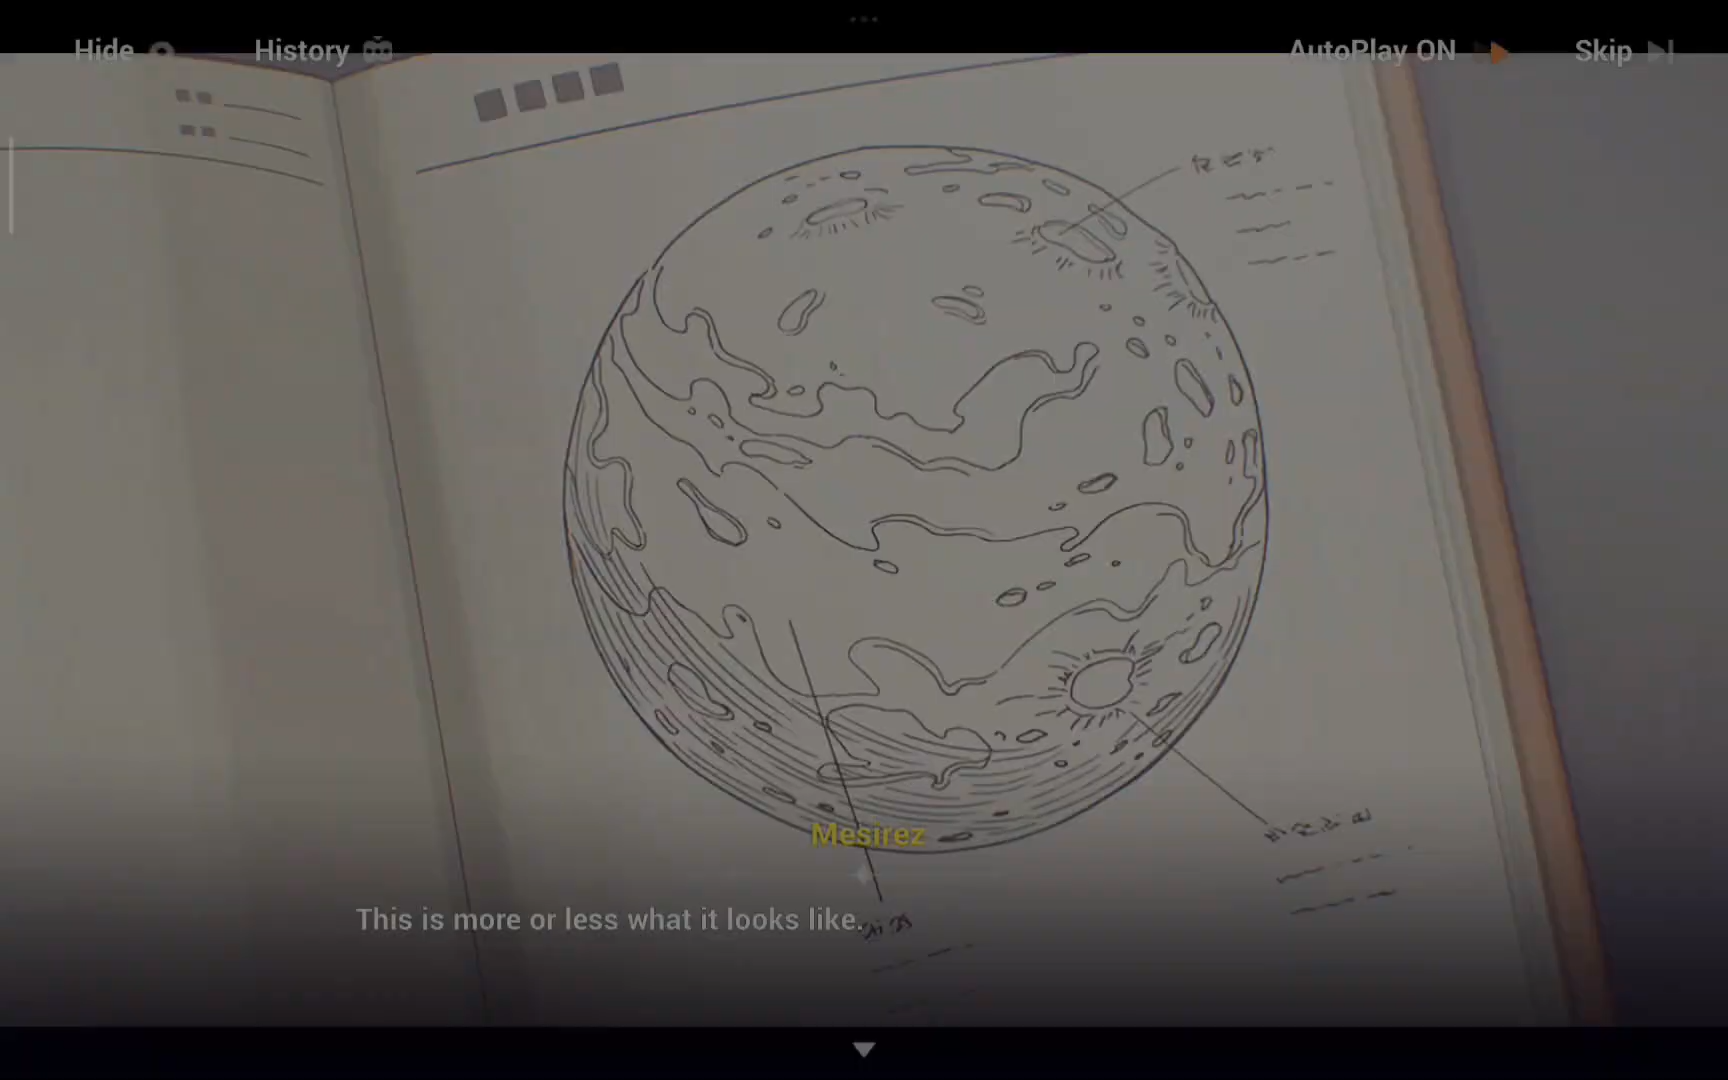 Hide
History
AutoPlay ON
Skip
Mesirez
This is more or less what it looks like.